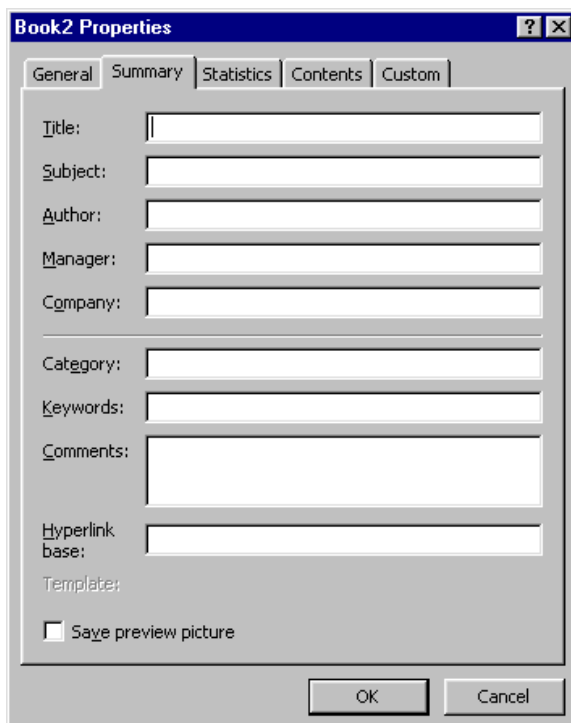 Book2 Properties ? X
General Summary Statistics Contents Custom
Title:
Subject:
Author:
Manager:
Company:
Category:
Keywords:
Comments:
Hyperlink
base:
Template:
Save preview picture
OK Cancel